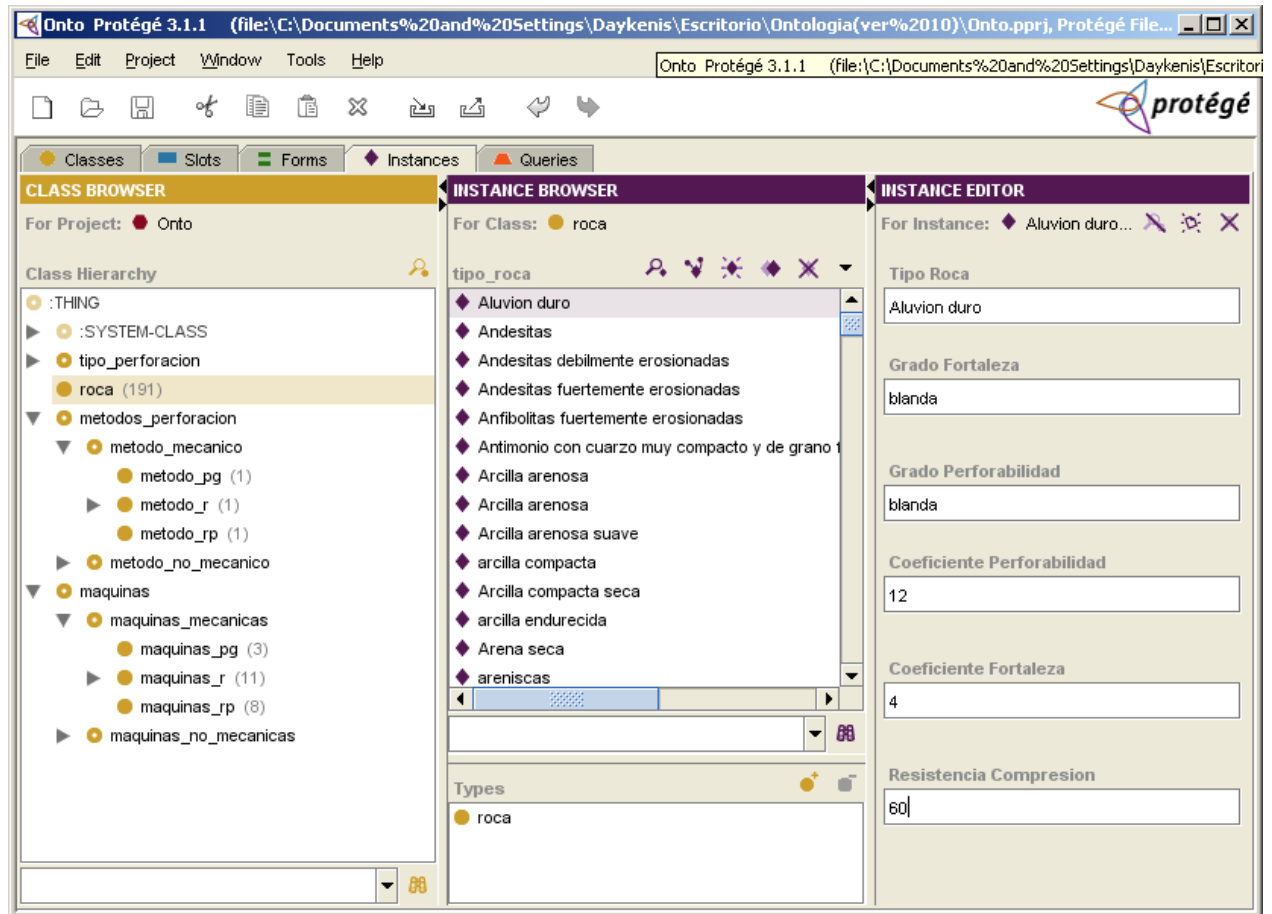 Onto Protégé 3.1.1 (file:\C:\Documents%20and%20Settings\Daykenis\Escritorio\Ontologia(ver%2010)\Onto.pprj, Protégé File...
File Edit Project Window Tools Help
Onto Protégé 3.1.1 (file:\C:\Documents%20and%20Settings\Daykenis\Escritori
protégé
Classes Slots Forms Instances Queries
CLASS BROWSER
For Project: Onto
Class Hierarchy
:THING
:SYSTEM-CLASS
tipo_perforacion
roca (191)
metodos_perforacion
metodo_mecanico
metodo_pg (1)
metodo_r (1)
metodo_rp (1)
metodo_no_mecanico
maquinas
maquinas_mecanicas
maquinas_pg (3)
maquinas_r (11)
maquinas_rp (8)
maquinas_no_mecanicas
INSTANCE BROWSER
For Class: roca
tipo_roca
Aluvion duro
Andesitas
Andesitas debilmente erosionadas
Andesitas fuertemente erosionadas
Anfibolitas fuertemente erosionadas
Antimonio con cuarzo muy compacto y de grano f
Arcilla arenosa
Arcilla arenosa
Arcilla arenosa suave
arcilla compacta
Arcilla compacta seca
arcilla endurecida
Arena seca
areniscas
Types
roca
INSTANCE EDITOR
For Instance: Aluvion duro...
Tipo Roca
Aluvion duro
Grado Fortaleza
blanda
Grado Perforabilidad
blanda
Coeficiente Perforabilidad
12
Coeficiente Fortaleza
4
Resistencia Compresion
60